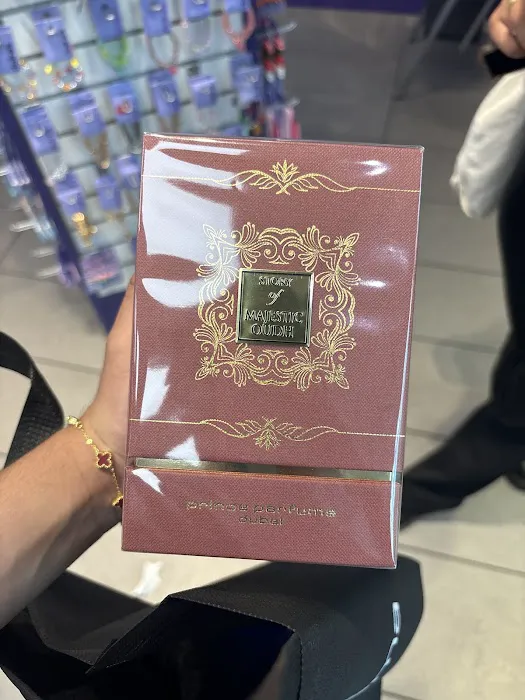 STORY
of
MAJESTIC
OUDH
prince perfume
dubai